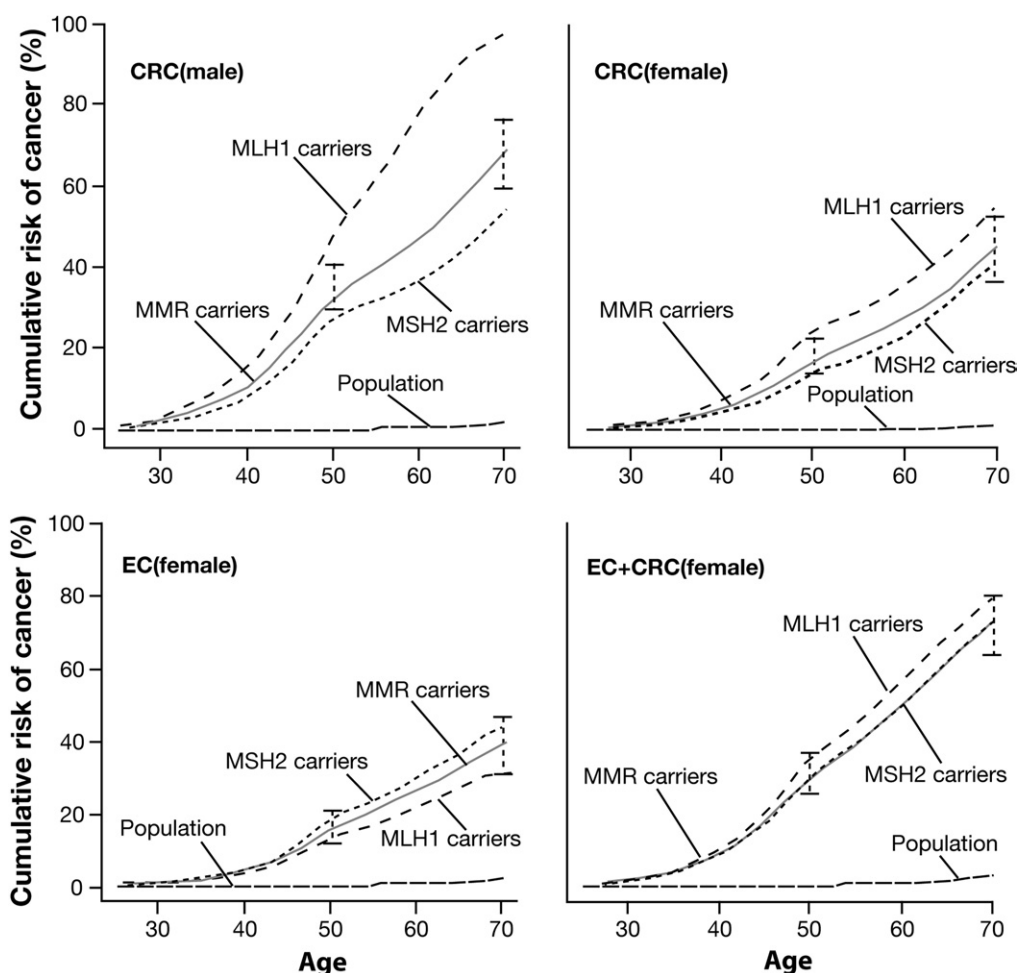 Cumulative risk of cancer (%)
100
80
60
40
20
0
CRC(male)
MLH1 carriers
MMR carriers
MSH2 carriers
Population
30 40 50 60 70
CRC(female)
MLH1 carriers
MMR carriers
MSH2 carriers
Population
30 40 50 60 70
Cumulative risk of cancer (%)
100
80
60
40
20
0
EC(female)
MMR carriers
MSH2 carriers
Population
MLH1 carriers
30 40 50 60 70
Age
EC+CRC(female)
MLH1 carriers
MMR carriers
MSH2 carriers
Population
30 40 50 60 70
Age